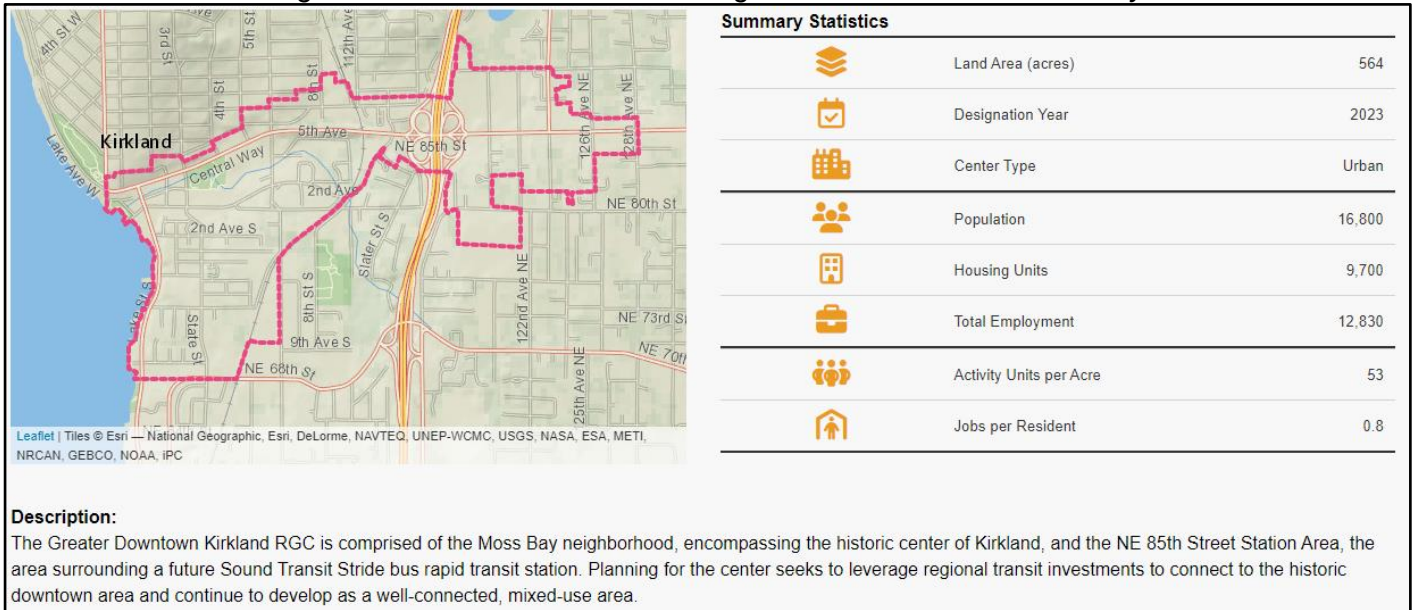 4th St W
3rd St
5th St
112th Ave
4th St
8th St
Kirkland
5th Ave
NE 85th St
126th Ave NE
128th Ave NE
Lake Ave W
Central Way
2nd Ave
NE 80th St
2nd Ave S
Slater St S
Lake St S
State St
8th St S
122nd Ave NE
NE 73rd S
9th Ave S
NE 70th
NE 68th St
125th Ave NE
Leaflet | Tiles © Esri — National Geographic, Esri, DeLorme, NAVTEQ, UNEP-WCMC, USGS, NASA, ESA, METI,
NRCAN, GEBCO, NOAA, iPC
Summary Statistics
Land Area (acres) 564
Designation Year 2023
Center Type Urban
Population 16,800
Housing Units 9,700
Total Employment 12,830
Activity Units per Acre 53
Jobs per Resident 0.8
Description:
The Greater Downtown Kirkland RGC is comprised of the Moss Bay neighborhood, encompassing the historic center of Kirkland, and the NE 85th Street Station Area, the
area surrounding a future Sound Transit Stride bus rapid transit station. Planning for the center seeks to leverage regional transit investments to connect to the historic
downtown area and continue to develop as a well-connected, mixed-use area.